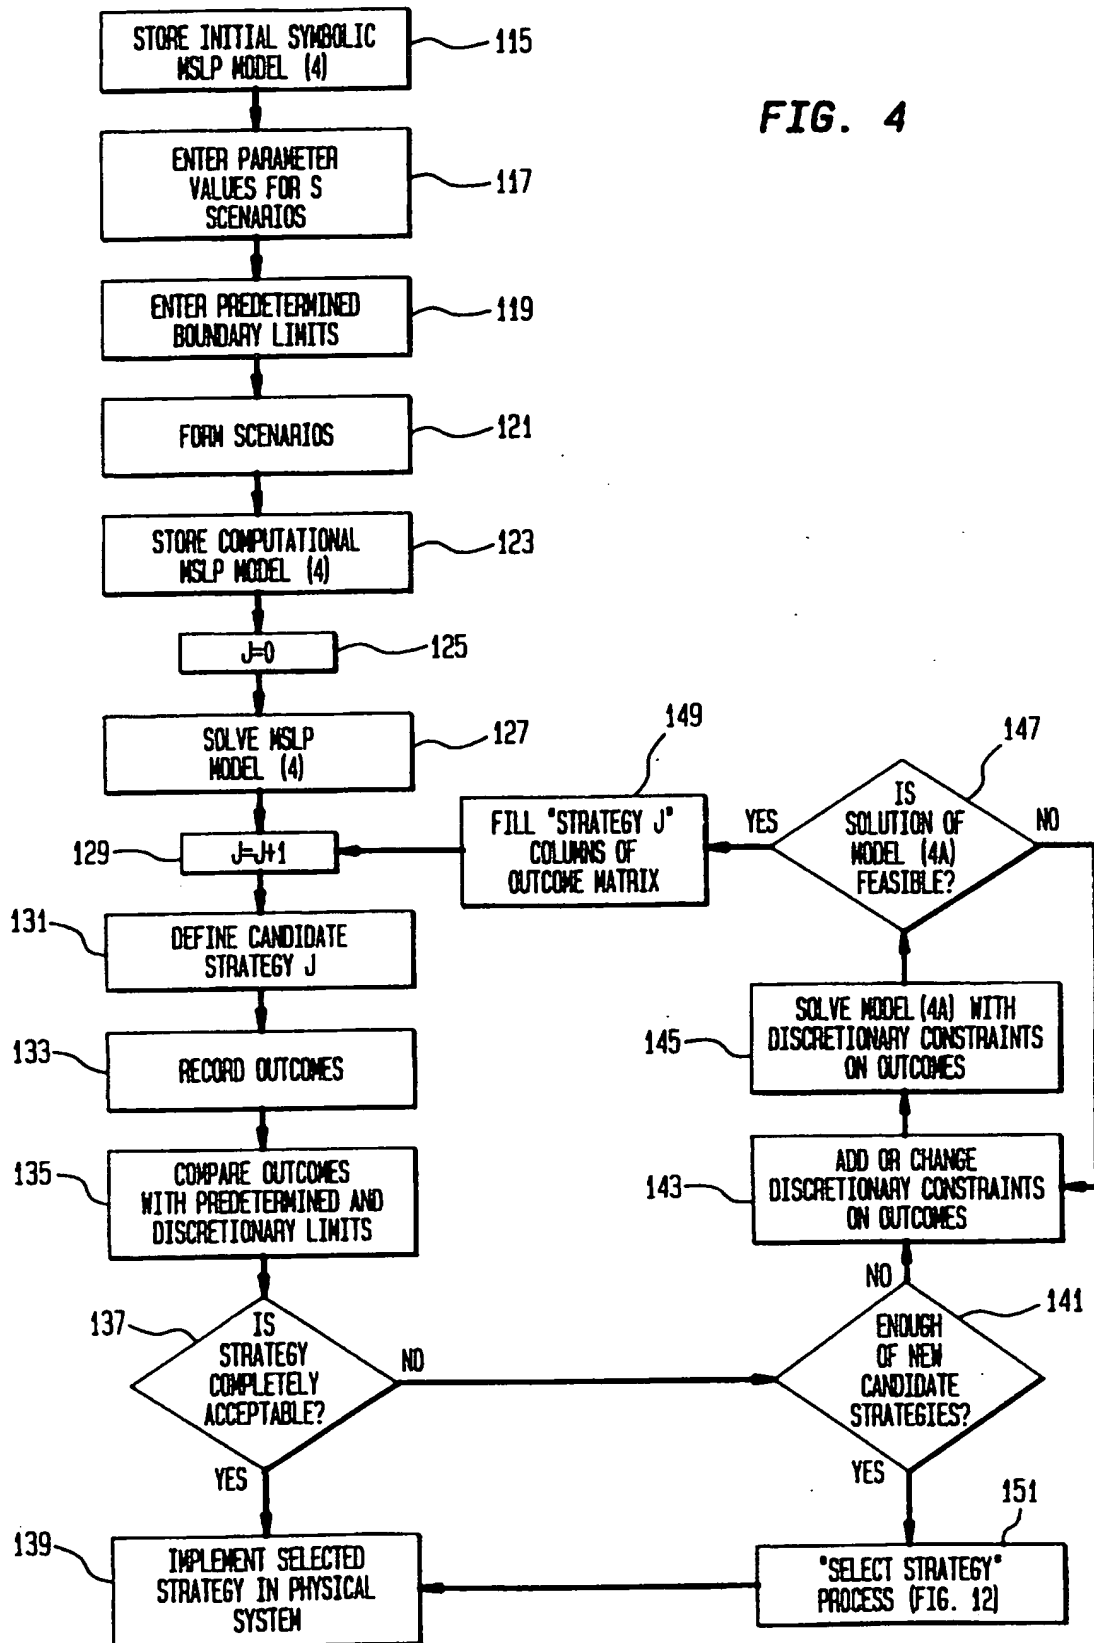 STORE INITIAL SYMBOLIC
MSLP MODEL (4)
115
FIG. 4
ENTER PARAMETER
VALUES FOR S
SCENARIOS
117
ENTER PREDETERMINED
BOUNDARY LIMITS
119
FORM SCENARIOS
121
STORE COMPUTATIONAL
MSLP MODEL (4)
123
J=0
125
SOLVE MSLP
MODEL (4)
127
129
J=J+1
131
DEFINE CANDIDATE
STRATEGY J
133
RECORD OUTCOMES
135
COMPARE OUTCOMES
WITH PREDETERMINED AND
DISCRETIONARY LIMITS
137
IS
STRATEGY
COMPLETELY
ACCEPTABLE?
NO
YES
139
IMPLEMENT SELECTED
STRATEGY IN PHYSICAL
SYSTEM
149
FILL "STRATEGY J"
COLUMNS OF
OUTCOME MATRIX
YES
147
IS
SOLUTION OF
MODEL (4A)
FEASIBLE?
NO
145
SOLVE MODEL (4A) WITH
DISCRETIONARY CONSTRAINTS
ON OUTCOMES
143
ADD OR CHANGE
DISCRETIONARY CONSTRAINTS
ON OUTCOMES
NO
141
ENOUGH
OF NEW
CANDIDATE
STRATEGIES?
YES
151
"SELECT STRATEGY"
PROCESS (FIG. 12)